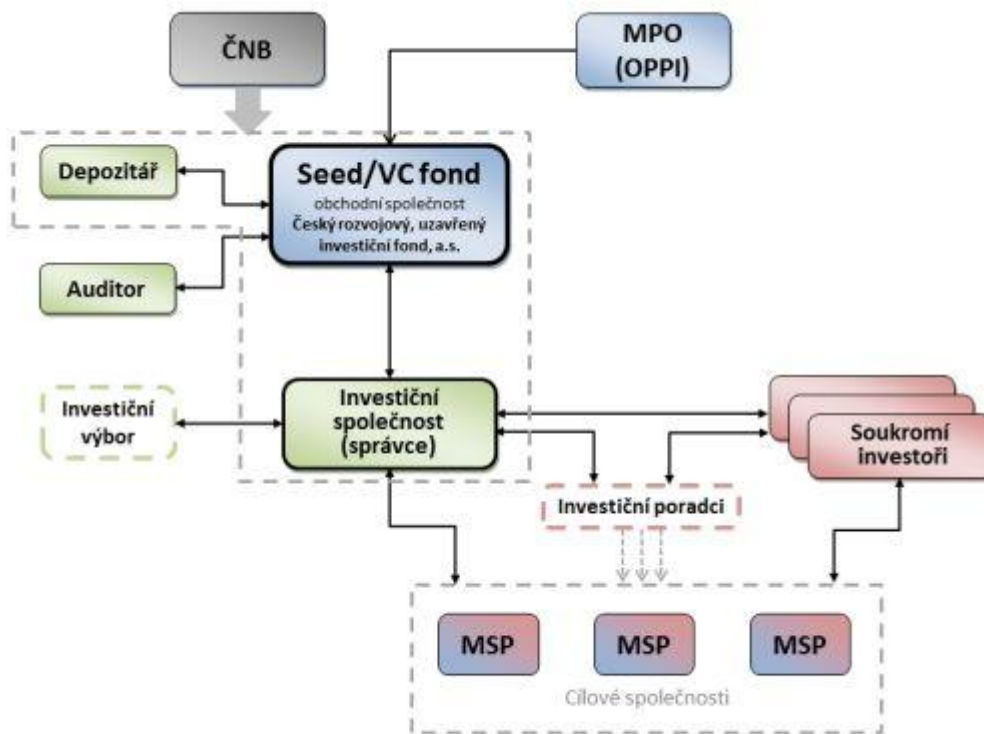 ČNB
MPO
(OPPI)
Depozitář
Seed/VC fond
obchodní společnost
Český rozvojový, uzavřený
investiční fond, a.s.
Auditor
Investiční
výbor
Investiční
společnost
(správce)
Soukromí
investoři
Investiční poradci
MSP
MSP
MSP
Cílové společnosti